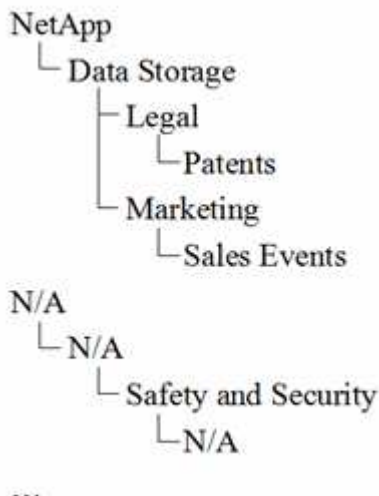 NetApp
Data Storage
Legal
Patents
Marketing
Sales Events
N/A
N/A
Safety and Security
N/A